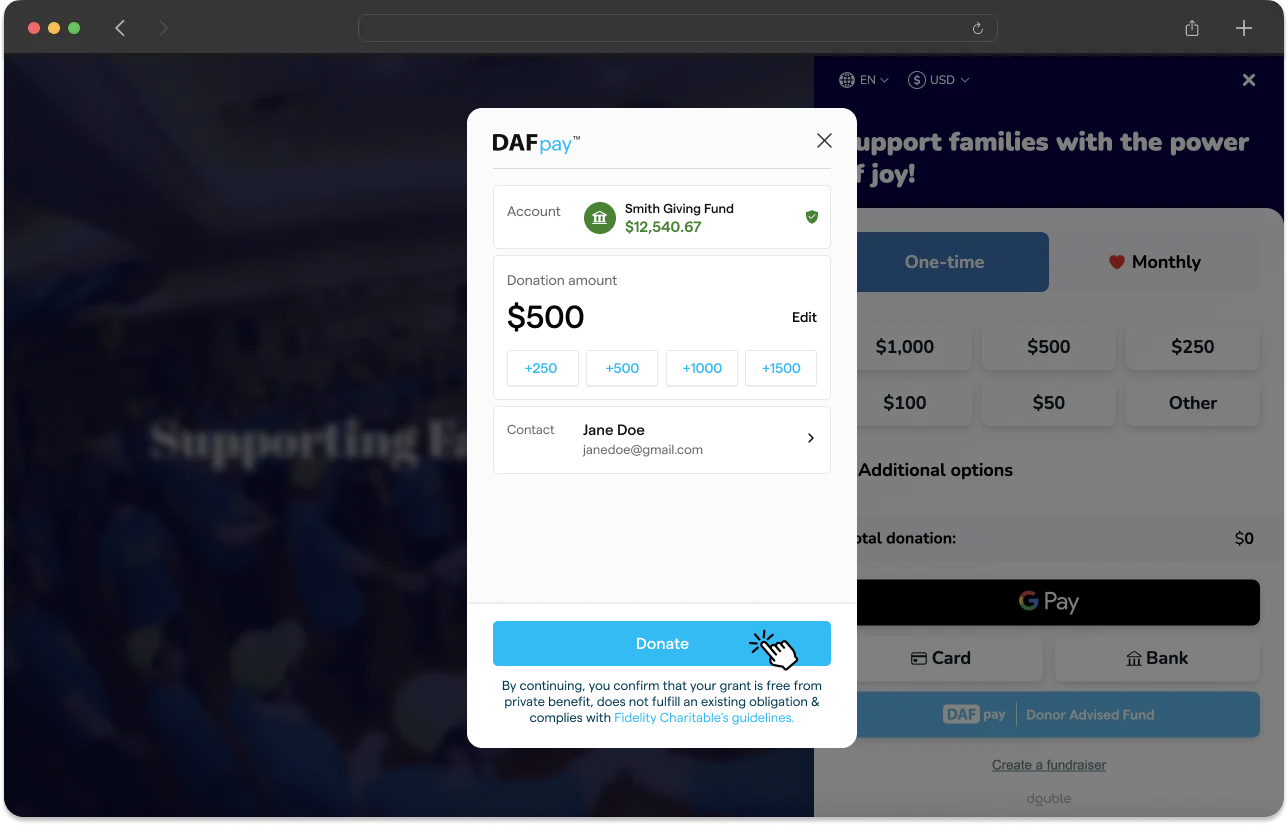 EN
$ USD
upport families with the power
f joy!
DAFpay™
Account
Smith Giving Fund
$12,540.67
Donation amount
$500
Edit
+250
+500
+1000
+1500
Contact
Jane Doe
janedoe@gmail.com
Donate
By continuing, you confirm that your grant is free from
private benefit, does not fulfill an existing obligation &
complies with Fidelity Charitable's guidelines.
Supporting Fa
One-time
Monthly
$1,000
$500
$250
$100
$50
Other
Additional options
otal donation:
$0
G Pay
Card
Bank
DAF pay
Donor Advised Fund
Create a fundraiser
double